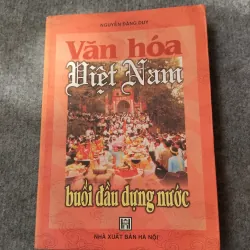 NGUYỄN ĐĂNG DUY
Văn hóa
Việt Nam
buổi đầu dựng nước
NHÀ XUẤT BẢN HÀ NỘI